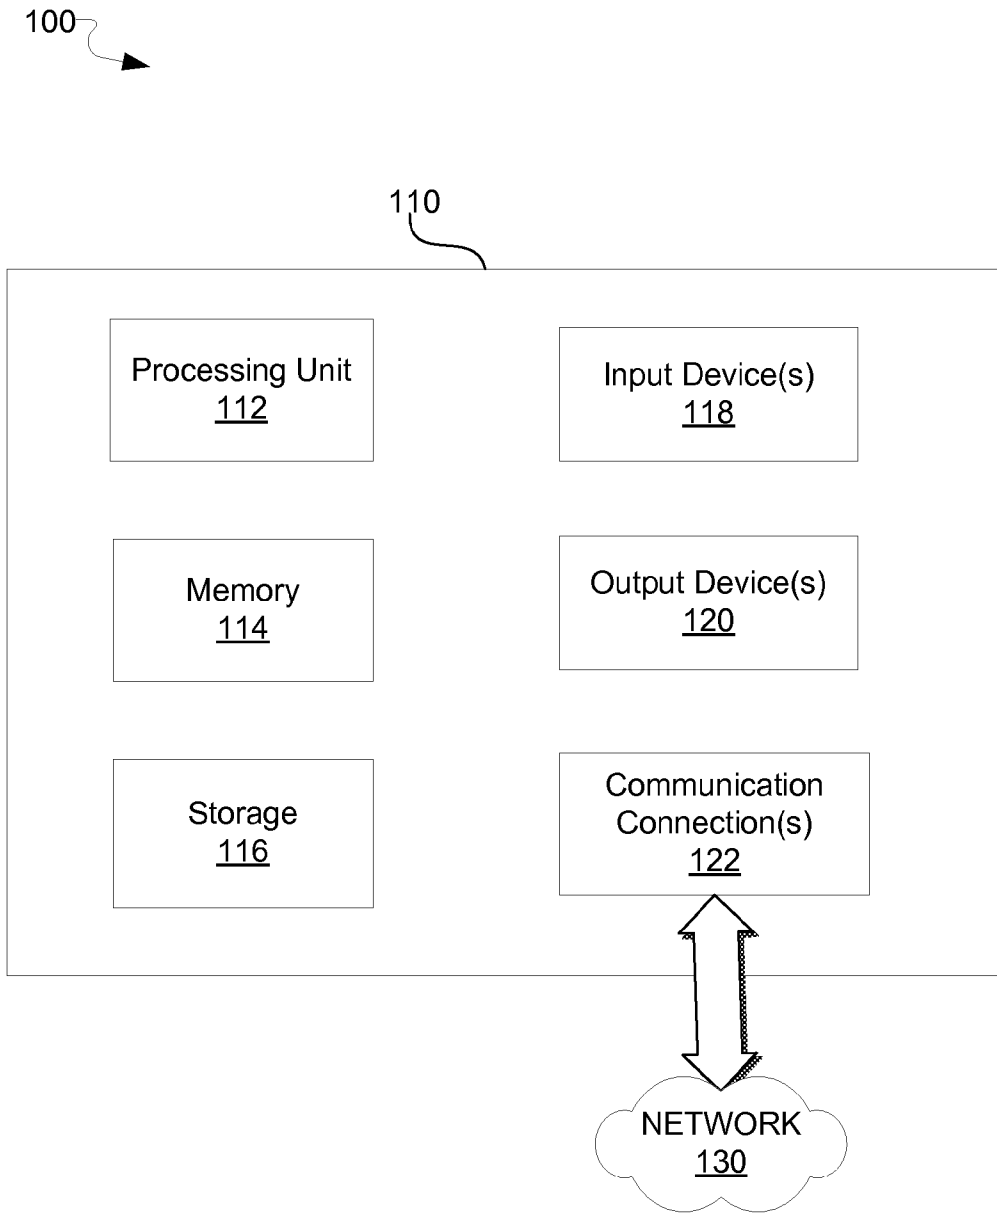 100
110
Processing Unit
112
Input Device(s)
118
Memory
114
Output Device(s)
120
Storage
116
Communication
Connection(s)
122
NETWORK
130